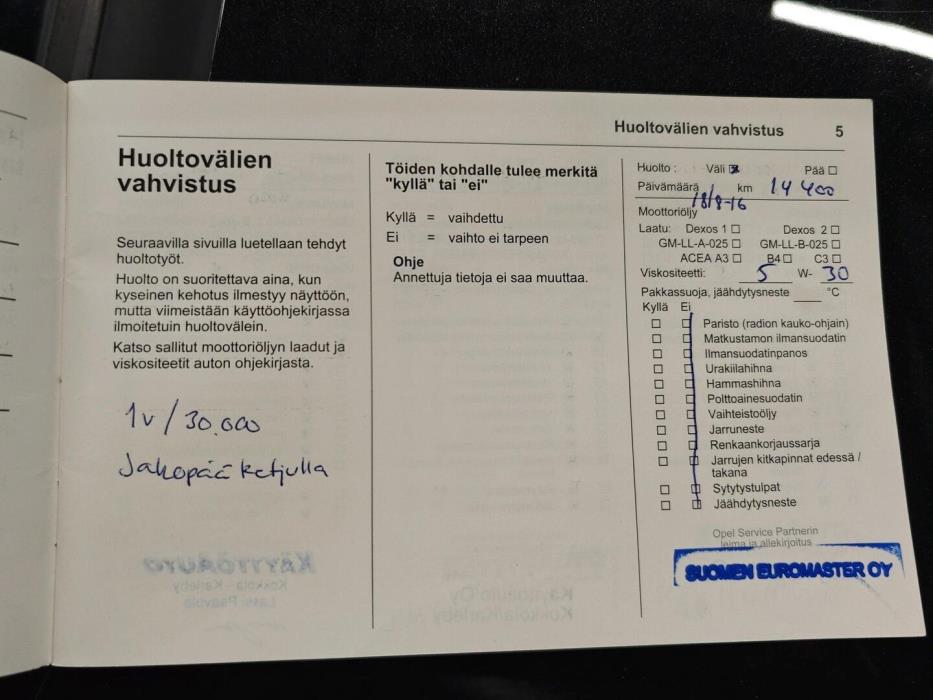 Huoltovälien vahvistus 5
Huoltovälien
vahvistus
Seuraavilla sivuilla luetellaan tehdyt
huoltotyöt.
Huolto on suoritettava aina, kun
kyseinen kehotus ilmestyy näyttöön,
mutta viimeistään käyttöohjekirjassa
ilmoitetuin huoltovälein.
Katso sallitut moottoriöljyn laadut ja
viskositeetit auton ohjekirjasta.
1v / 30.000
Jakopää ketjulla
Töiden kohdalle tulee merkitä
"kyllä" tai "ei"
Kyllä = vaihdettu
Ei = vaihto ei tarpeen
Ohje
Annettuja tietoja ei saa muuttaa.
Huolto : Väli Pää
Päivämäärä 18/8-16 km 14 400
Moottoriöljy
Laatu: Dexos 1 Dexos 2
GM-LL-A-025 GM-LL-B-025
ACEA A3 B4 C3
Viskositeetti: 5 W- 30
Pakkassuoja, jäähdytysneste °C
Kyllä Ei
Paristo (radion kauko-ohjain)
Matkustamon ilmansuodatin
Ilmansuodatinpanos
Urakiilahihna
Hammashihna
Polttoainesuodatin
Vaihteistoöljy
Jarruneste
Renkaankorjaussarja
Jarrujen kitkapinnat edessä /
takana
Sytytystulpat
Jäähdytysneste
Opel Service Partnerin
leima ja allekirjoitus
SUOMEN EUROMASTER OY